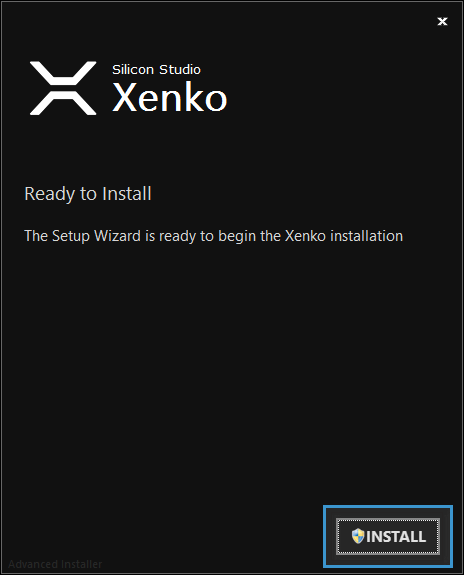 Silicon Studio
Xenko
Ready to Install
The Setup Wizard is ready to begin the Xenko installation
INSTALL
Advanced Installer